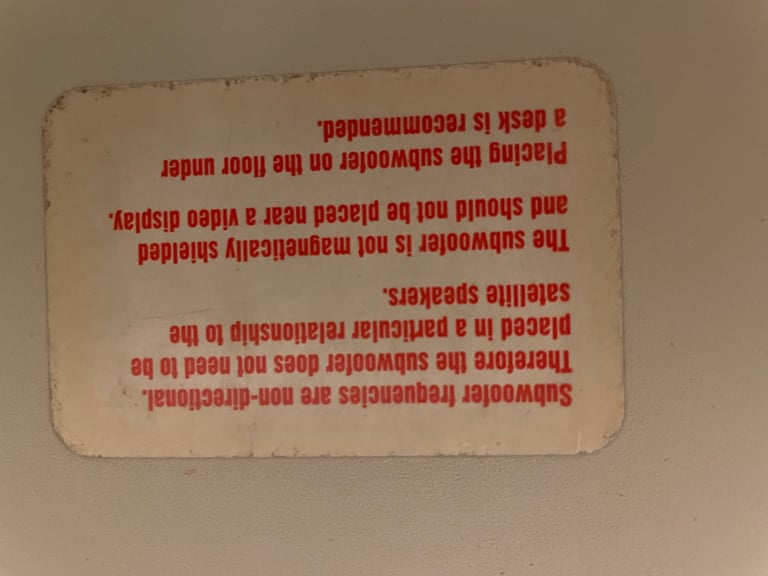 Subwoofer frequencies are non-directional.
Therefore the subwoofer does not need to be
placed in a particular relationship to the
satellite speakers.
The subwoofer is not magnetically shielded
and should not be placed near a video display.
Placing the subwoofer on the floor under
a desk is recommended.